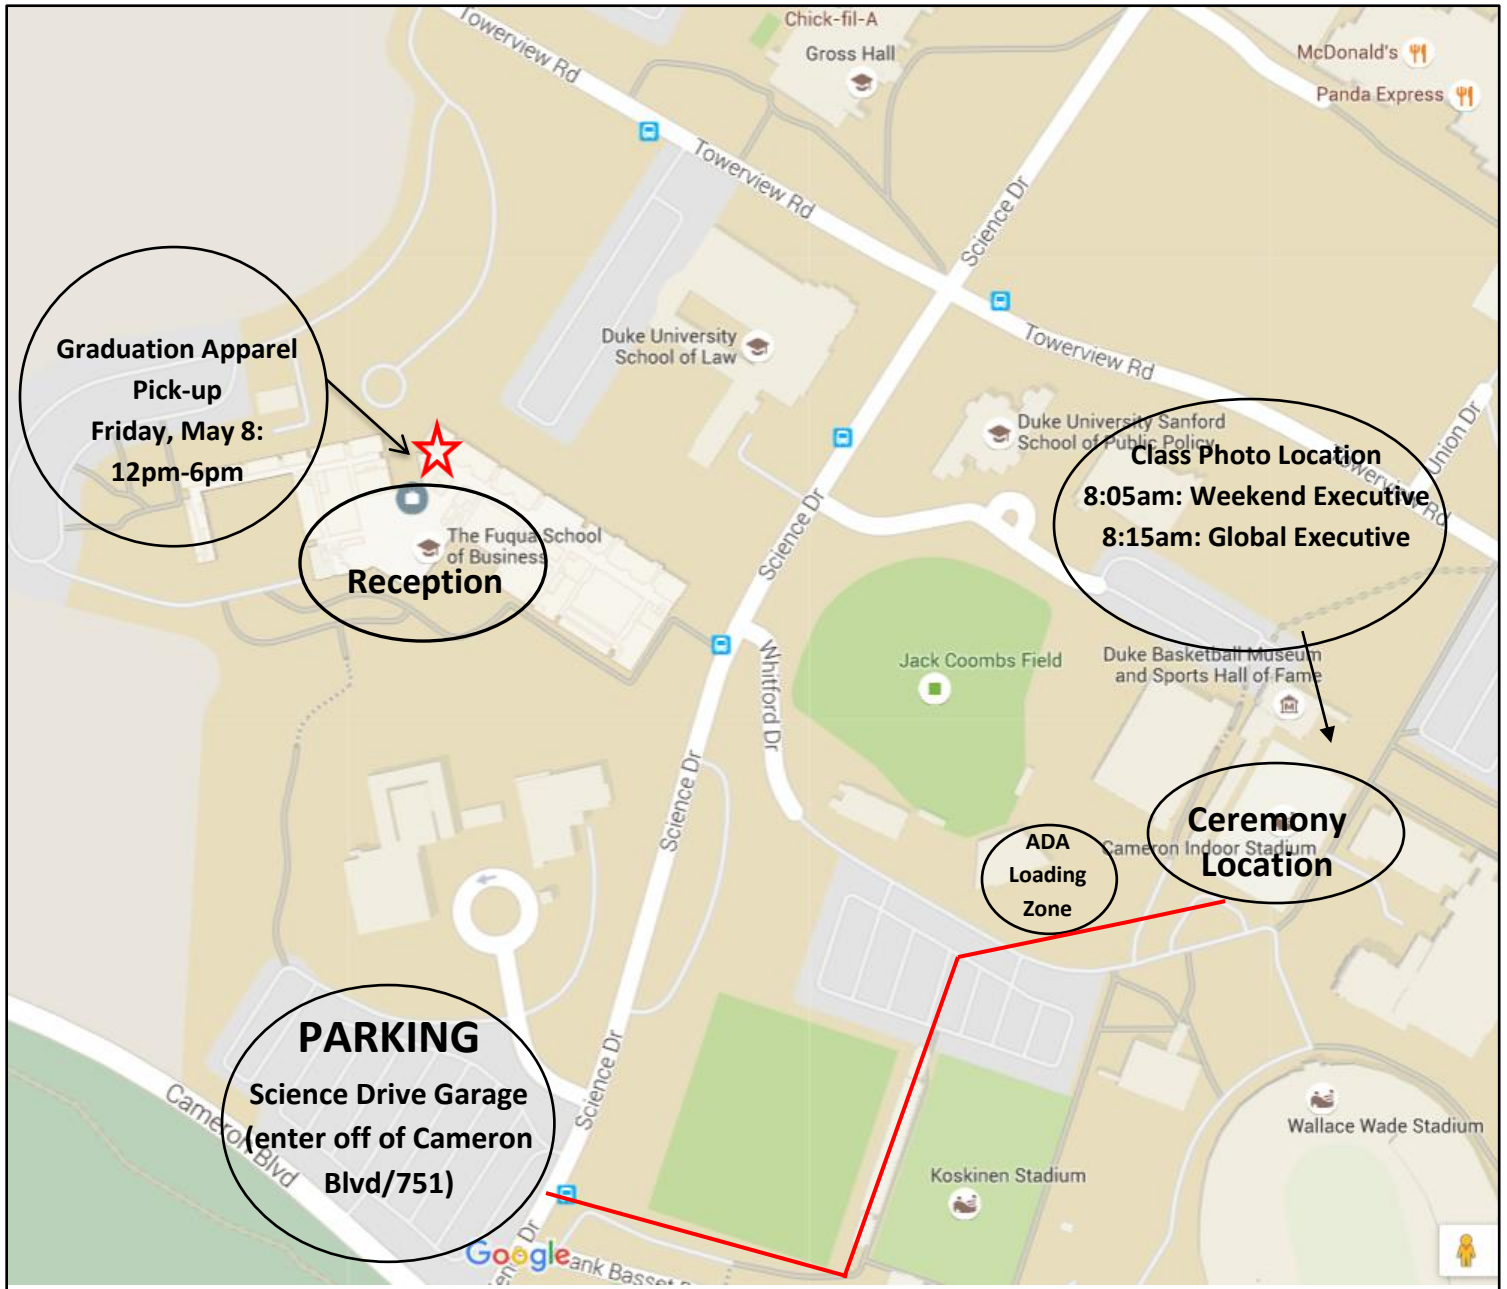 Towerview Rd
Chick-fil-A
Gross Hall
McDonald's
Panda Express
Towerview Rd
Science Dr
Duke University
School of Law
Towerview Rd
Graduation Apparel
Pick-up
Friday, May 8:
12pm-6pm
Duke University Sanford
School of Public Policy
Union Dr
Class Photo Location
8:05am: Weekend Executive
8:15am: Global Executive
Towerview Rd
Science Dr
The Fuqua School
of Business
Reception
Whitford Dr
Jack Coombs Field
Duke Basketball Museum
and Sports Hall of Fame
M
Science Dr
Ceremony
Location
Cameron Indoor Stadium
ADA
Loading
Zone
PARKING
Science Drive Garage
(enter off of Cameron
Blvd/751)
Cameron Blvd
Science Dr
Wallace Wade Stadium
Koskinen Stadium
Dr
Google